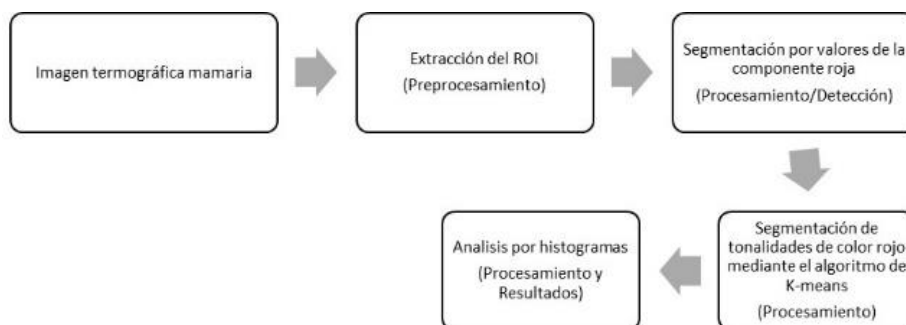 Imagen termográfica mamaria
Extracción del ROI
(Preprocesamiento)
Segmentación por valores de la
componente roja
(Procesamiento/Detección)
Segmentación de
tonalidades de color rojo
mediante el algoritmo de
K-means
(Procesamiento)
Analisis por histogramas
(Procesamiento y
Resultados)